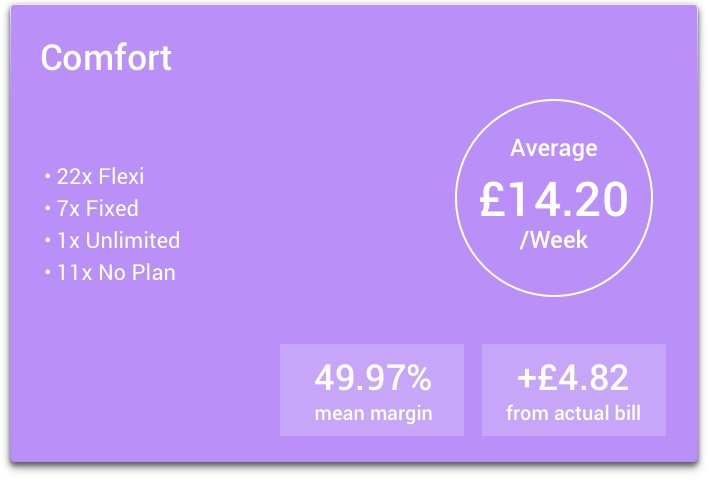 Comfort
• 22x Flexi
• 7x Fixed
• 1x Unlimited
• 11x No Plan
Average
£14.20
/Week
49.97%
mean margin
+£4.82
from actual bill